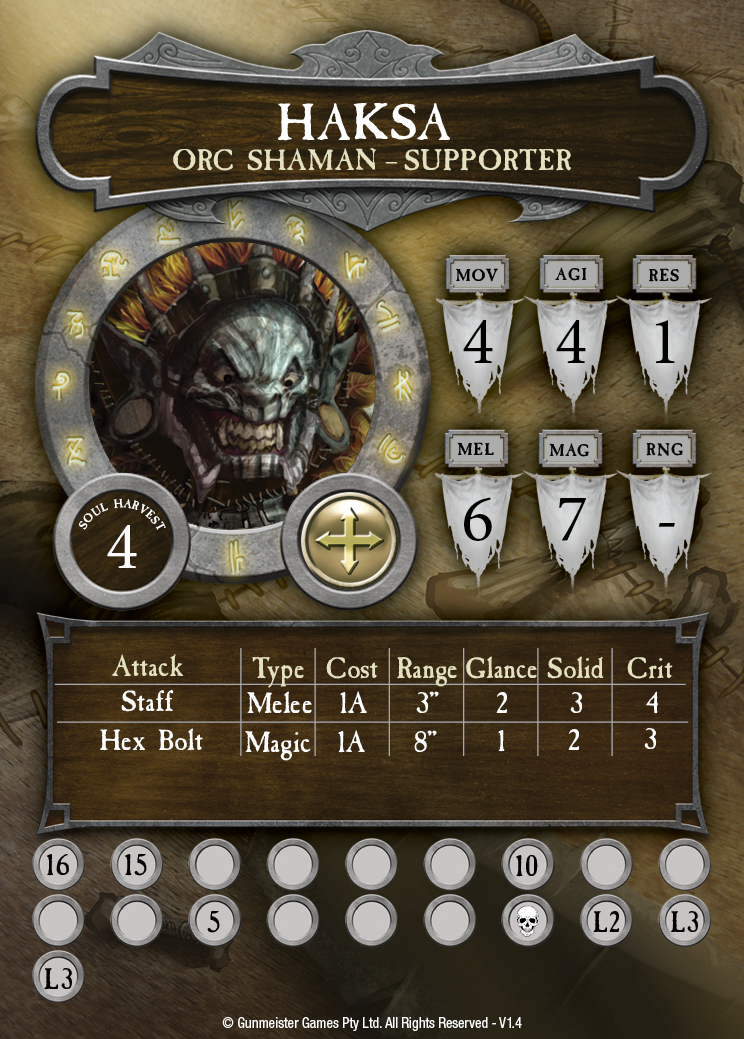 HAKSA
ORC SHAMAN – SUPPORTER
MOV AGI RES
4 4 1
MEL MAG RNG
6 7 -
SOUL HARVEST
4
Attack Type Cost Range Glance Solid Crit
Staff Melee 1A 3” 2 3 4
Hex Bolt Magic 1A 8” 1 2 3
16 15 10
5 L2 L3
L3
© Gunmeister Games Pty Ltd. All Rights Reserved - V1.4